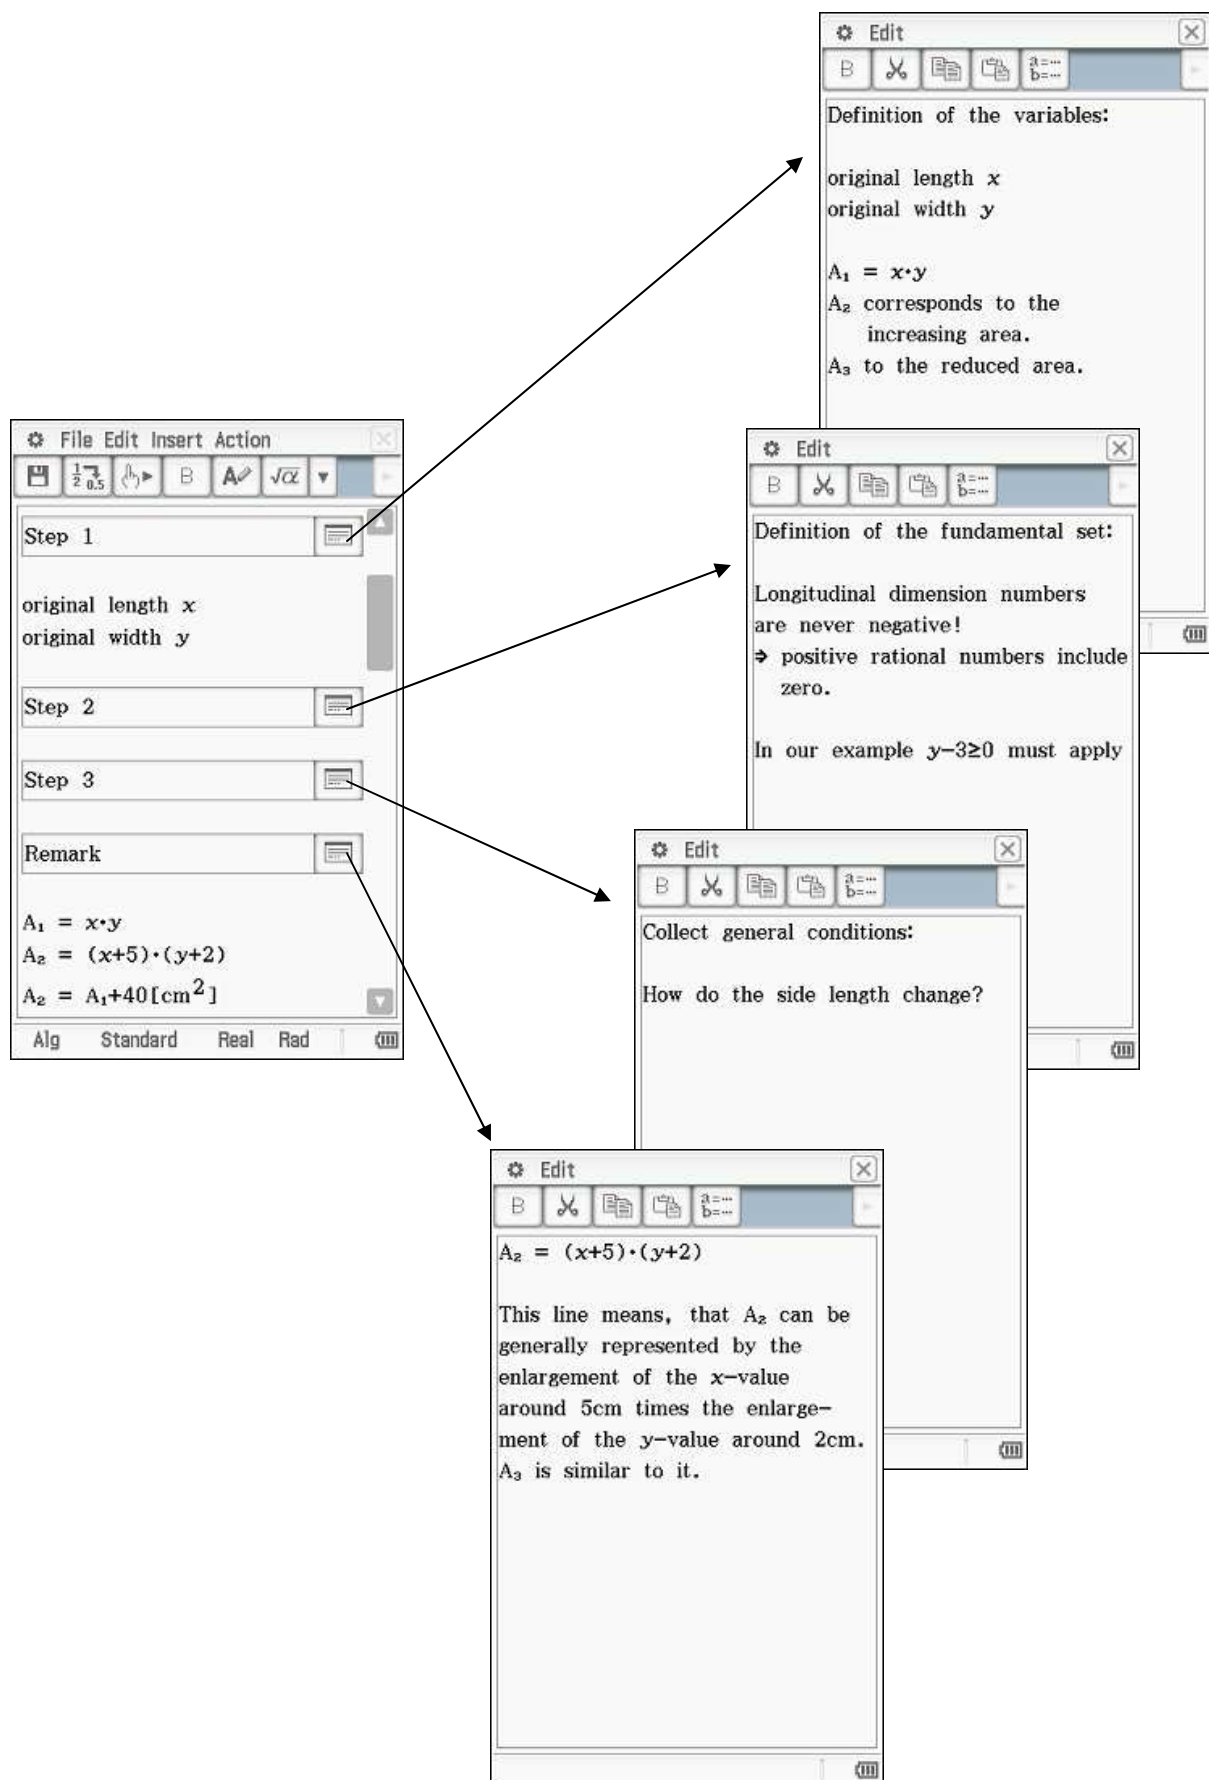 File Edit Insert Action
B
Step 1
original length x
original width y
Step 2
Step 3
Remark
A₁ = x·y
A₂ = (x+5)·(y+2)
A₂ = A₁+40[cm²]
Alg Standard Real Rad
Edit
B a=… b=…
Definition of the variables:
original length x
original width y
A₁ = x·y
A₂ corresponds to the
increasing area.
A₃ to the reduced area.
Edit
B a=… b=…
Definition of the fundamental set:
Longitudinal dimension numbers
are never negative!
➔ positive rational numbers include
zero.
In our example y−3≥0 must apply
Edit
B a=… b=…
Collect general conditions:
How do the side length change?
Edit
B a=… b=…
A₂ = (x+5)·(y+2)
This line means, that A₂ can be
generally represented by the
enlargement of the x−value
around 5cm times the enlarge−
ment of the y−value around 2cm.
A₃ is similar to it.